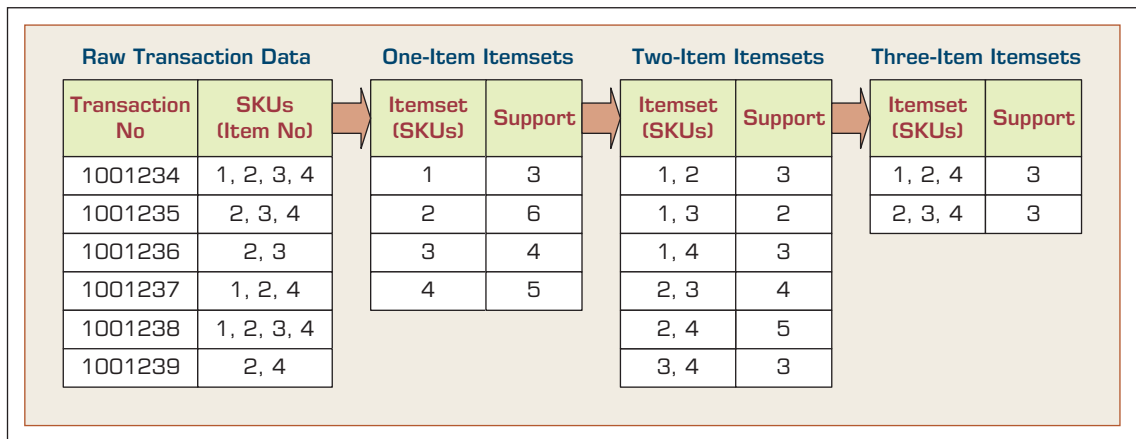 Raw Transaction Data One-Item Itemsets Two-Item Itemsets Three-Item Itemsets
Transaction No SKUs (Item No) Itemset (SKUs) Support Itemset (SKUs) Support Itemset (SKUs) Support
1001234 1, 2, 3, 4 1 3 1, 2 3 1, 2, 4 3
1001235 2, 3, 4 2 6 1, 3 2 2, 3, 4 3
1001236 2, 3 3 4 1, 4 3
1001237 1, 2, 4 4 5 2, 3 4
1001238 1, 2, 3, 4 2, 4 5
1001239 2, 4 3, 4 3